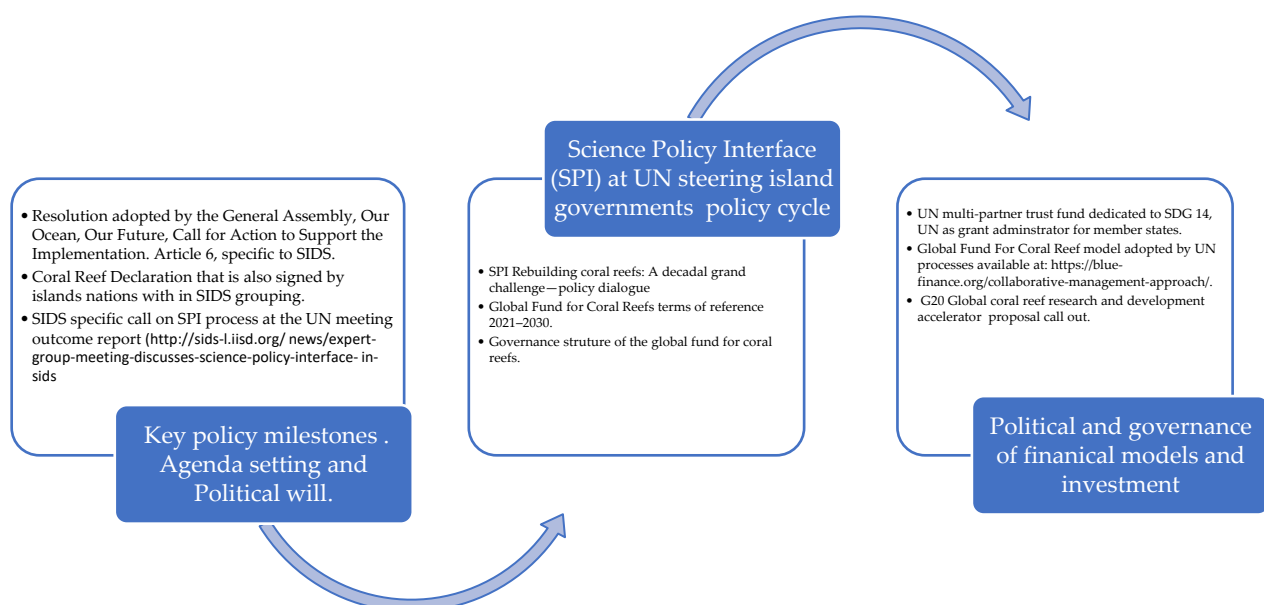 • Resolution adopted by the General Assembly, Our
Ocean, Our Future, Call for Action to Support the
Implementation. Article 6, specific to SIDS.
• Coral Reef Declaration that is also signed by
islands nations with in SIDS grouping.
• SIDS specific call on SPI process at the UN meeting
outcome report (http://sids-l.iisd.org/ news/expert-
group-meeting-discusses-science-policy-interface- in-
sids
Key policy milestones .
Agenda setting and
Political will.
Science Policy Interface
(SPI) at UN steering island
governments policy cycle
• SPI Rebuilding coral reefs: A decadal grand
challenge—policy dialogue
• Global Fund for Coral Reefs terms of reference
2021–2030.
• Governance struture of the global fund for coral
reefs.
• UN multi-partner trust fund dedicated to SDG 14,
UN as grant adminstrator for member states.
• Global Fund For Coral Reef model adopted by UN
processes available at: https://blue-
finance.org/collaborative-management-approach/.
• G20 Global coral reef research and development
accelerator proposal call out.
Political and governance
of finanical models and
investment